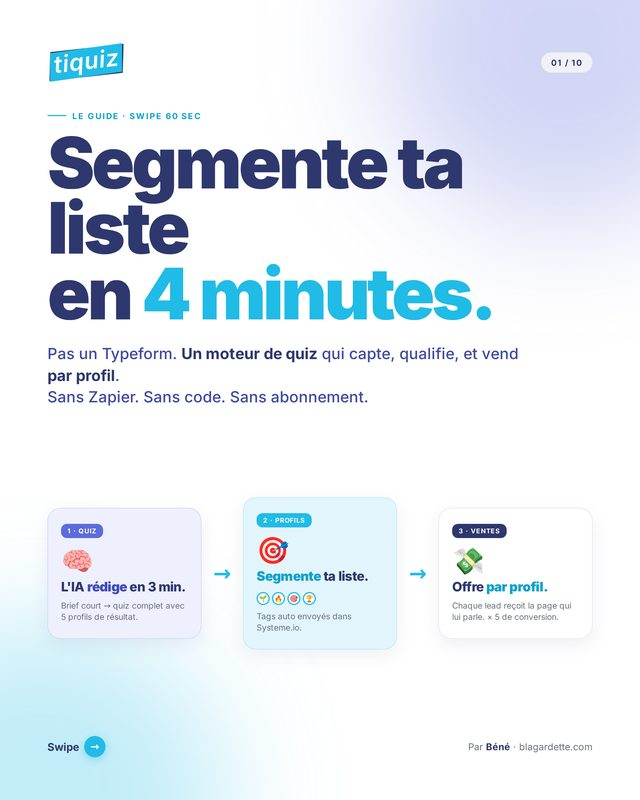 tiquiz
01 / 10
LE GUIDE · SWIPE 60 SEC
Segmente ta
liste
en 4 minutes.
Pas un Typeform. Un moteur de quiz qui capte, qualifie, et vend
par profil.
Sans Zapier. Sans code. Sans abonnement.
1 · QUIZ
L'IA rédige en 3 min.
Brief court → quiz complet avec
5 profils de résultat.
→
2 · PROFILS
Segmente ta liste.
Tags auto envoyés dans
Systeme.io.
→
3 · VENTES
Offre par profil.
Chaque lead reçoit la page qui
lui parle. × 5 de conversion.
Swipe →
Par Béné · blagardette.com